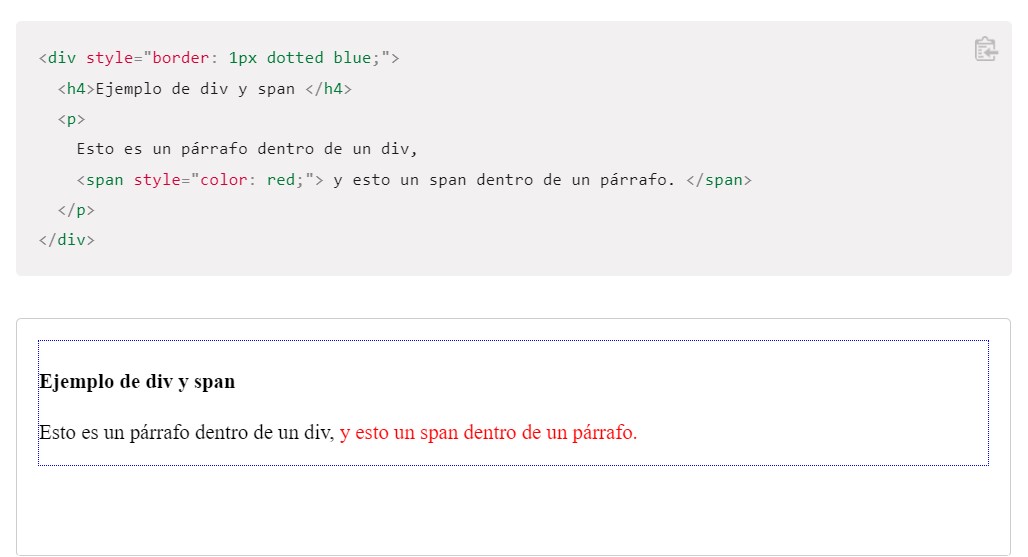 <div style="border: 1px dotted blue;">
  <h4>Ejemplo de div y span </h4>
  <p>
    Esto es un párrafo dentro de un div,
    <span style="color: red;"> y esto un span dentro de un párrafo. </span>
  </p>
</div>
Ejemplo de div y span
Esto es un párrafo dentro de un div, y esto un span dentro de un párrafo.